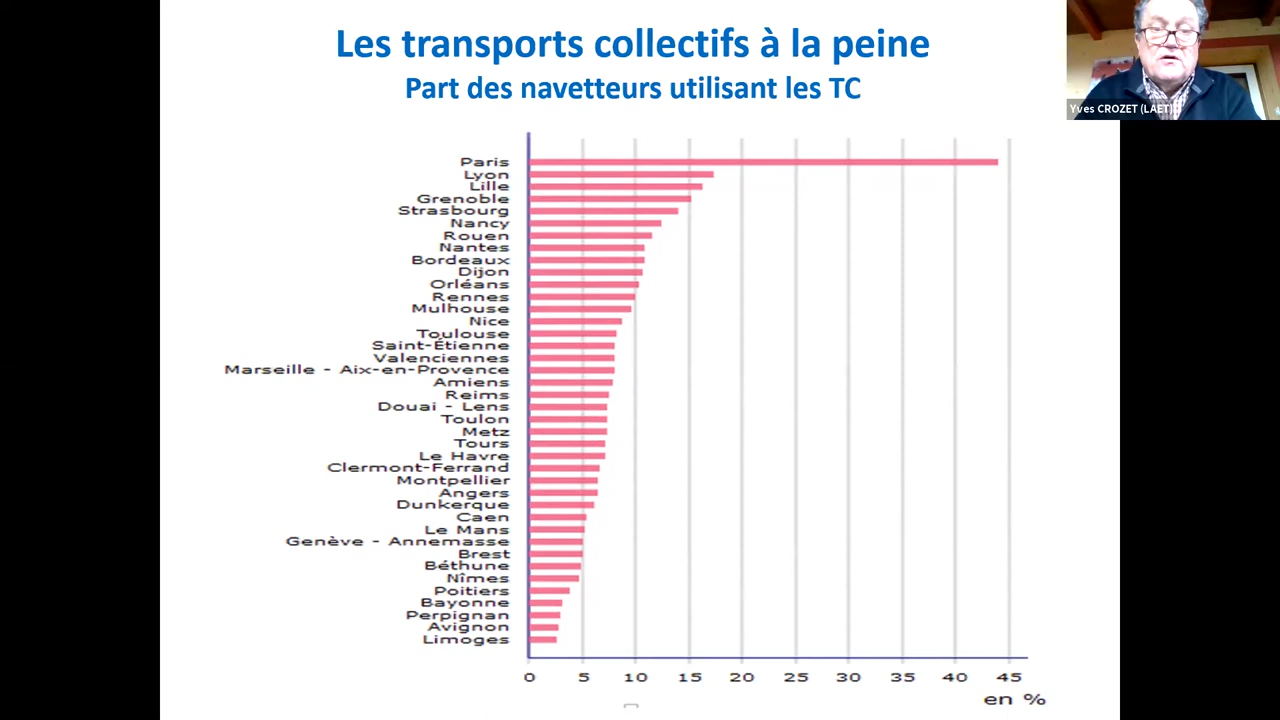 Les transports collectifs à la peine
Part des navetteurs utilisant les TC
Yves CROZET (LAET)
Paris
Lyon
Lille
Grenoble
Strasbourg
Nancy
Rouen
Nantes
Bordeaux
Dijon
Orléans
Rennes
Mulhouse
Nice
Toulouse
Saint-Étienne
Valenciennes
Marseille - Aix-en-Provence
Amiens
Reims
Douai - Lens
Toulon
Metz
Tours
Le Havre
Clermont-Ferrand
Montpellier
Angers
Dunkerque
Caen
Le Mans
Genève - Annemasse
Brest
Béthune
Nîmes
Poitiers
Bayonne
Perpignan
Avignon
Limoges
0 5 10 15 20 25 30 35 40 45
en %